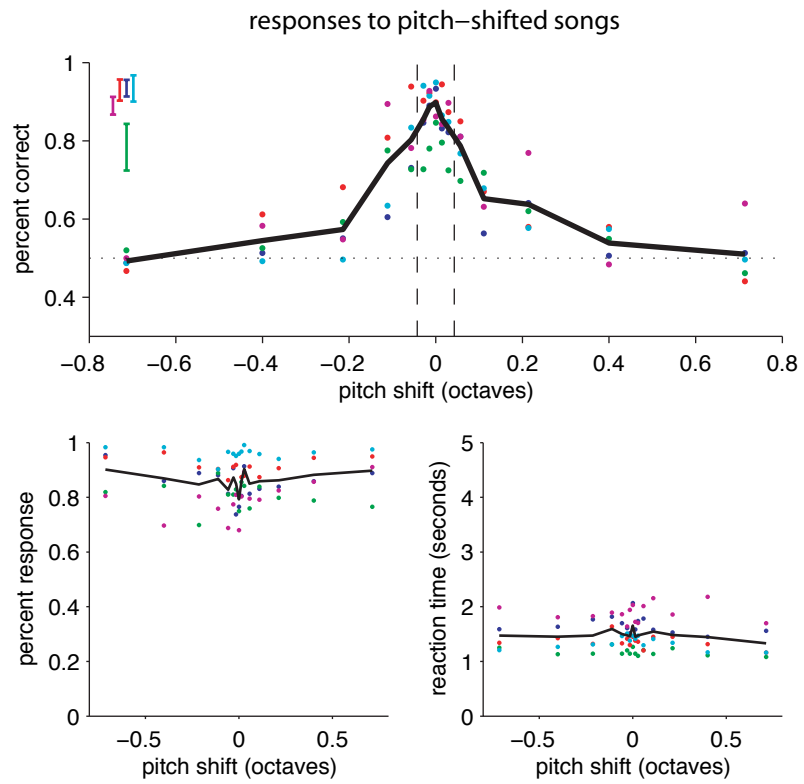 responses to pitch−shifted songs
percent correct
1
0.8
0.6
0.4
−0.8 −0.6 −0.4 −0.2 0 0.2 0.4 0.6 0.8
pitch shift (octaves)
percent response
1
0.8
0.6
0.4
0.2
0
−0.5 0 0.5
pitch shift (octaves)
reaction time (seconds)
5
4
3
2
1
0
−0.5 0 0.5
pitch shift (octaves)